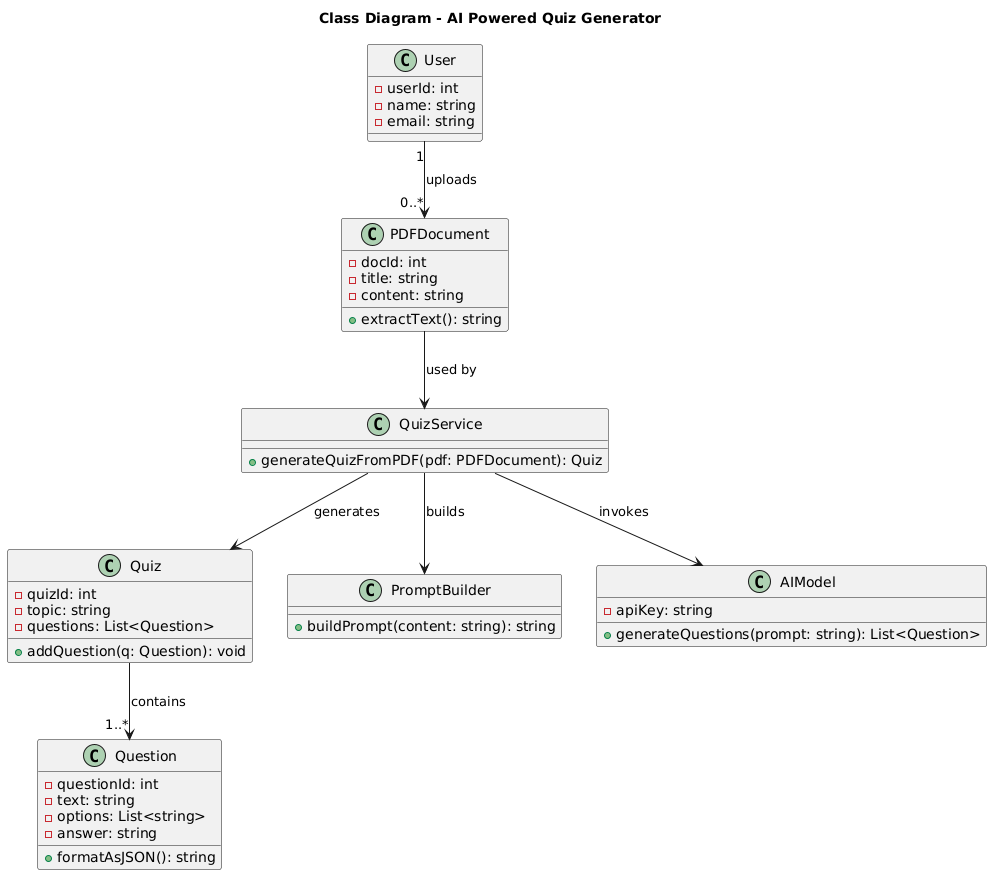 Class Diagram - AI Powered Quiz Generator
C User
userId: int
name: string
email: string
1
uploads
0..*
C PDFDocument
docId: int
title: string
content: string
extractText(): string
used by
C QuizService
generateQuizFromPDF(pdf: PDFDocument): Quiz
generates
builds
invokes
C Quiz
quizId: int
topic: string
questions: List<Question>
addQuestion(q: Question): void
C PromptBuilder
buildPrompt(content: string): string
C AIModel
apiKey: string
generateQuestions(prompt: string): List<Question>
contains
1..*
C Question
questionId: int
text: string
options: List<string>
answer: string
formatAsJSON(): string